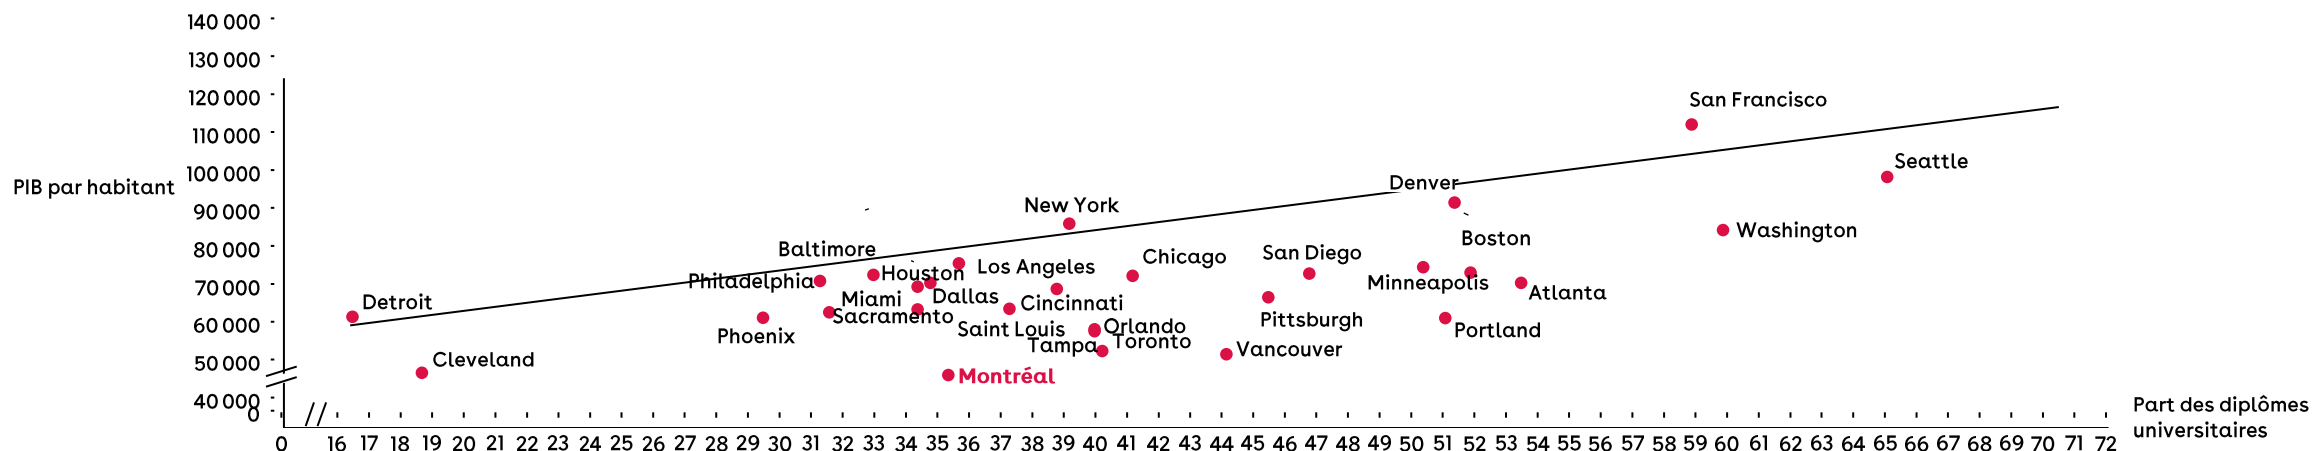 140 000
130 000
120 000
110 000
100 000
90 000
80 000
70 000
60 000
50 000
40 000
0
PIB par habitant
San Francisco
Seattle
Denver
New York
Washington
Boston
Baltimore
San Diego
Chicago
Los Angeles
Houston
Philadelphia
Minneapolis
Atlanta
Dallas
Miami
Detroit
Cincinnati
Sacramento
Pittsburgh
Orlando
Saint Louis
Portland
Phoenix
Toronto
Tampa
Vancouver
Cleveland
Montréal
Part des diplômes
universitaires
0 16 17 18 19 20 21 22 23 24 25 26 27 28 29 30 31 32 33 34 35 36 37 38 39 40 41 42 43 44 45 46 47 48 49 50 51 52 53 54 55 56 57 58 59 60 61 62 63 64 65 66 67 68 69 70 71 72